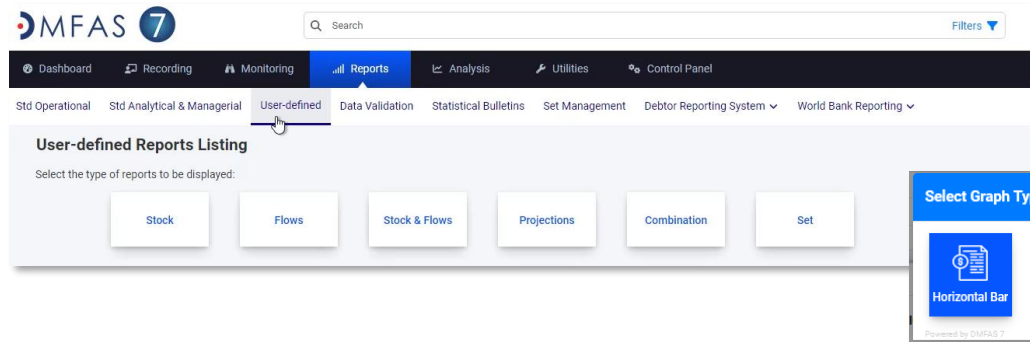 DMFAS 7
Search
Filters
Dashboard Recording Monitoring Reports Analysis Utilities Control Panel
Std Operational Std Analytical & Managerial User-defined Data Validation Statistical Bulletins Set Management Debtor Reporting System World Bank Reporting
User-defined Reports Listing
Select the type of reports to be displayed:
Stock Flows Stock & Flows Projections Combination Set
Select Graph Ty
Horizontal Bar
Powered by DMFAS 7